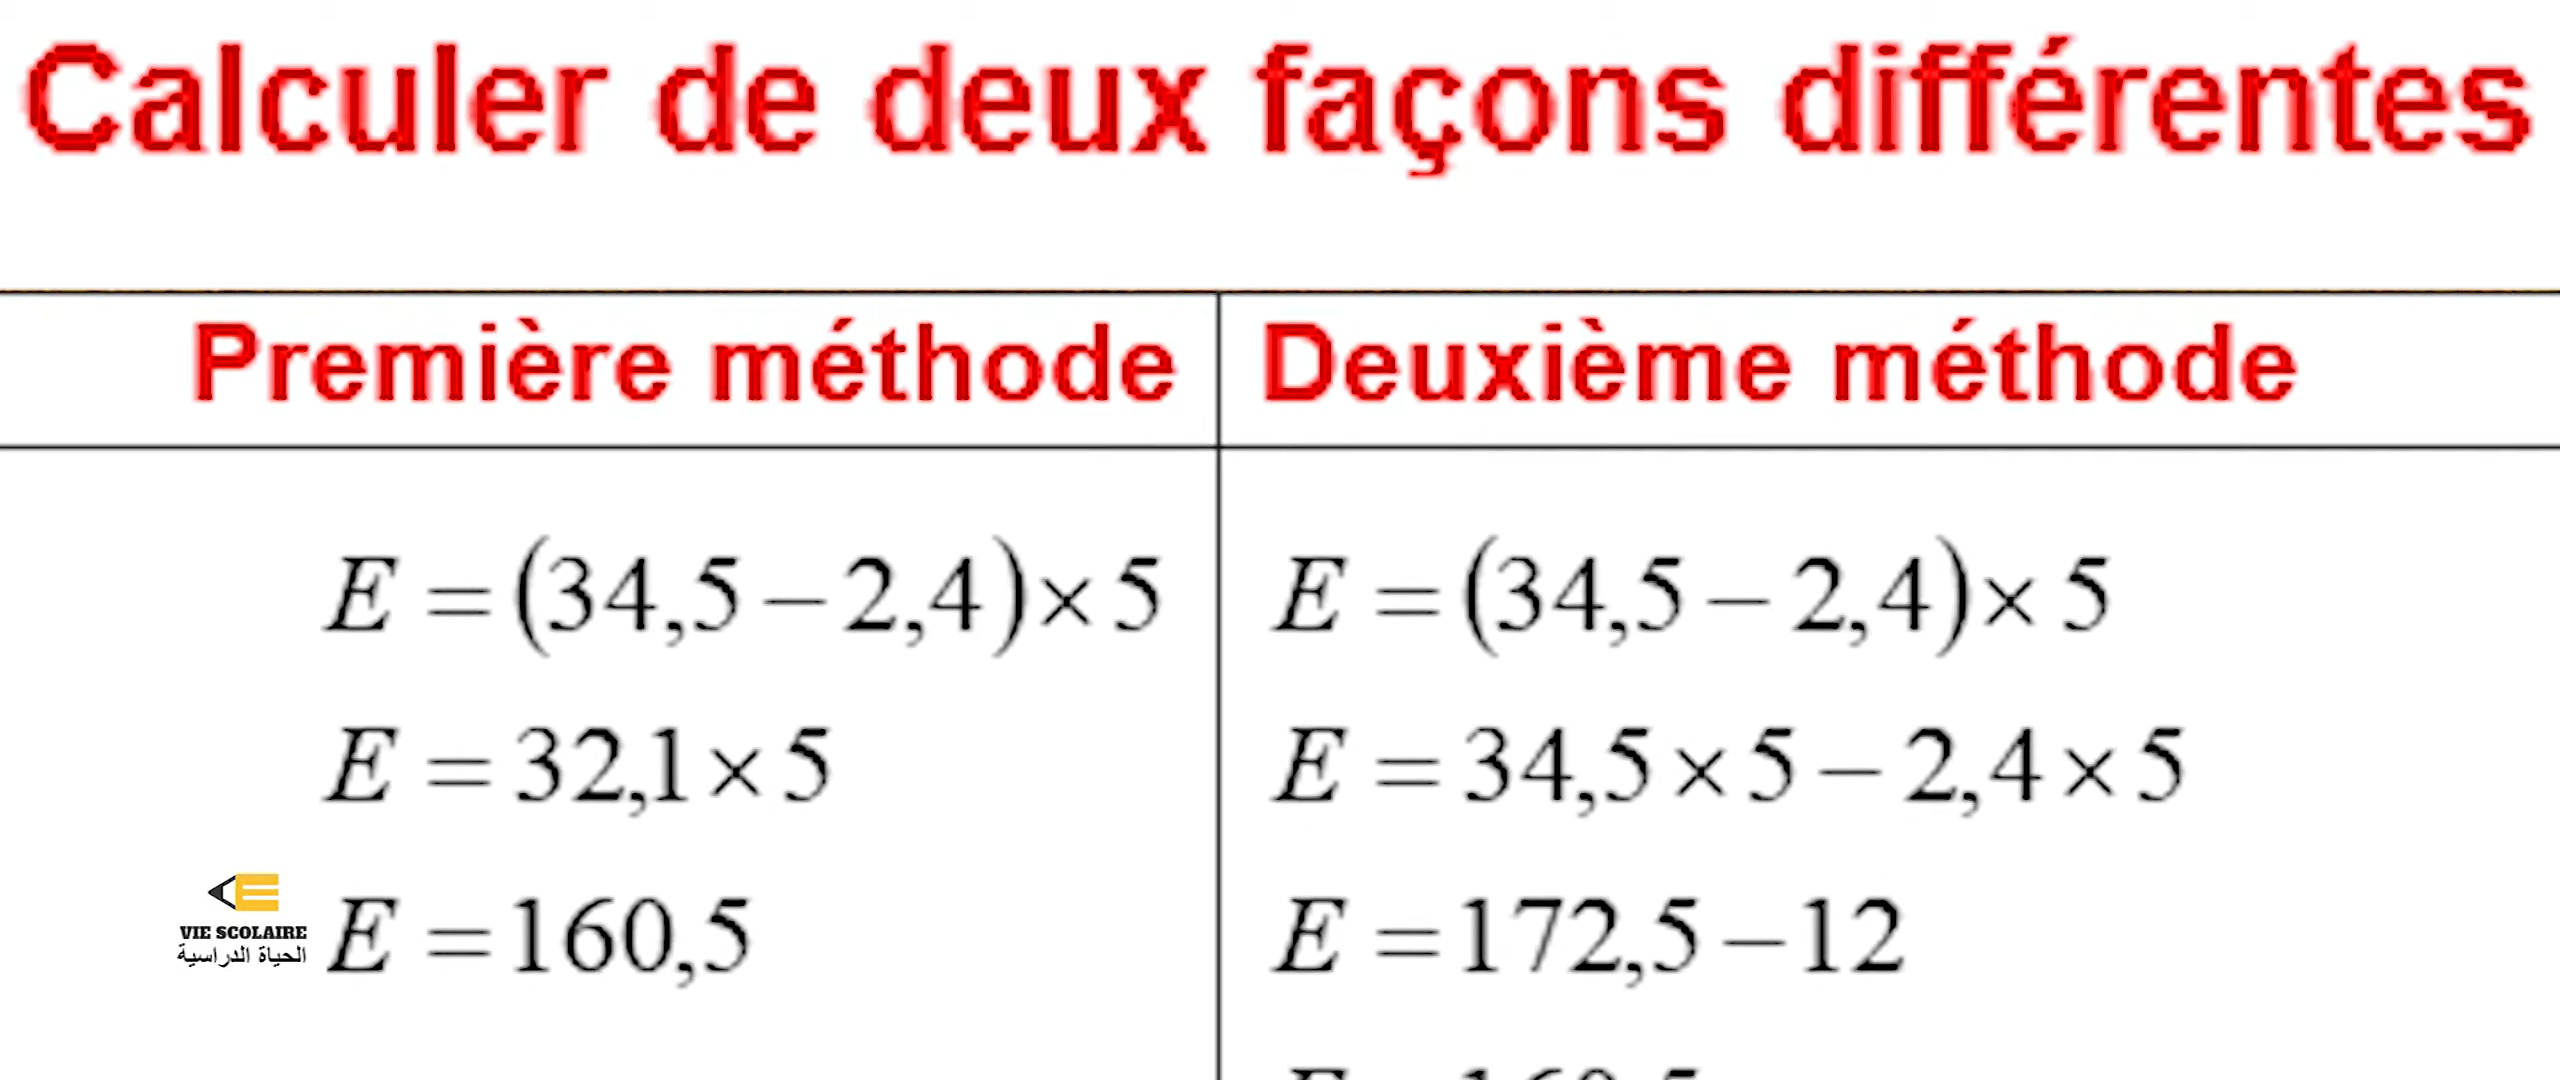 Calculer de deux façons différentes
Première méthode
E = (34,5 – 2,4) × 5
E = 32,1 × 5
E = 160,5
Deuxième méthode
E = (34,5 – 2,4) × 5
E = 34,5 × 5 – 2,4 × 5
E = 172,5 – 12
VIE SCOLAIRE
الحياة الدراسية